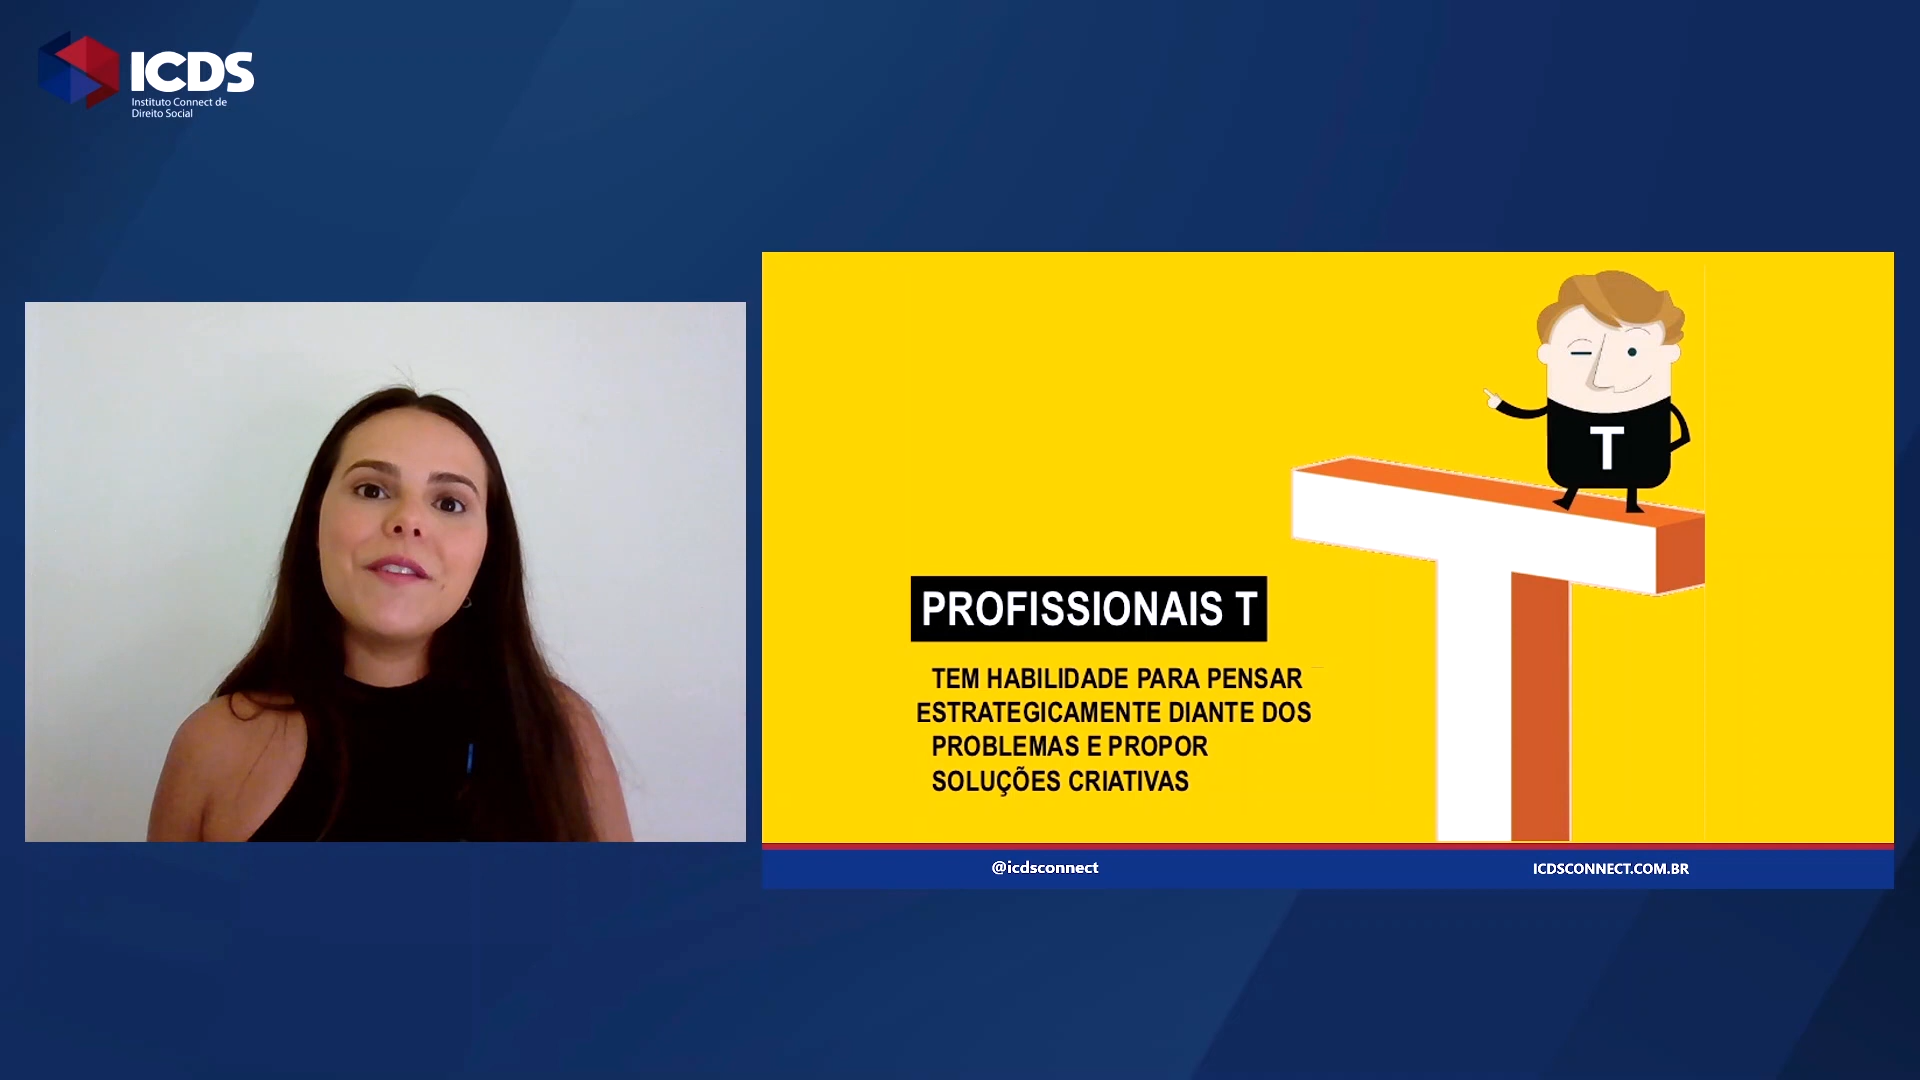 ICDS
Instituto Connect de
Direito Social
T
PROFISSIONAIS T
TEM HABILIDADE PARA PENSAR
ESTRATEGICAMENTE DIANTE DOS
PROBLEMAS E PROPOR
SOLUÇÕES CRIATIVAS
@icdsconnect
ICDSCONNECT.COM.BR